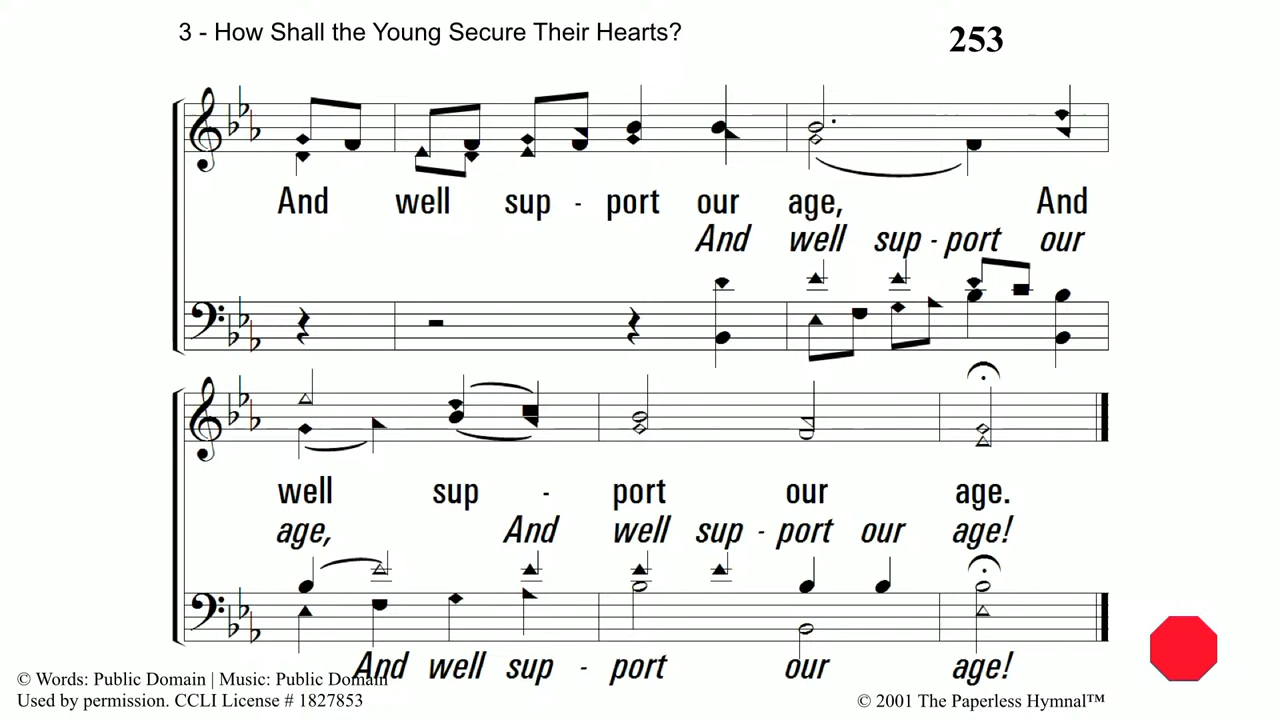 3 - How Shall the Young Secure Their Hearts?
253
And well sup - port our age, And
And well sup - port our
well sup - port our age.
age, And well sup - port our age!
And well sup - port our age!
© Words: Public Domain | Music: Public Domain
Used by permission. CCLI License # 1827853
© 2001 The Paperless Hymnal™